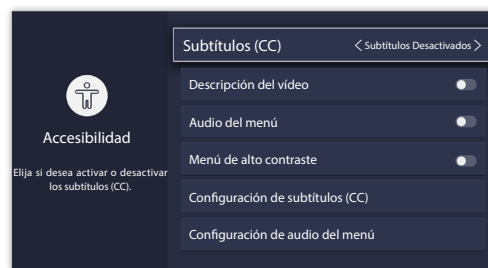 Accesibilidad
Elija si desea activar o desactivar
los subtítulos (CC).
Subtítulos (CC)
Subtítulos Desactivados
Descripción del vídeo
Audio del menú
Menú de alto contraste
Configuración de subtítulos (CC)
Configuración de audio del menú